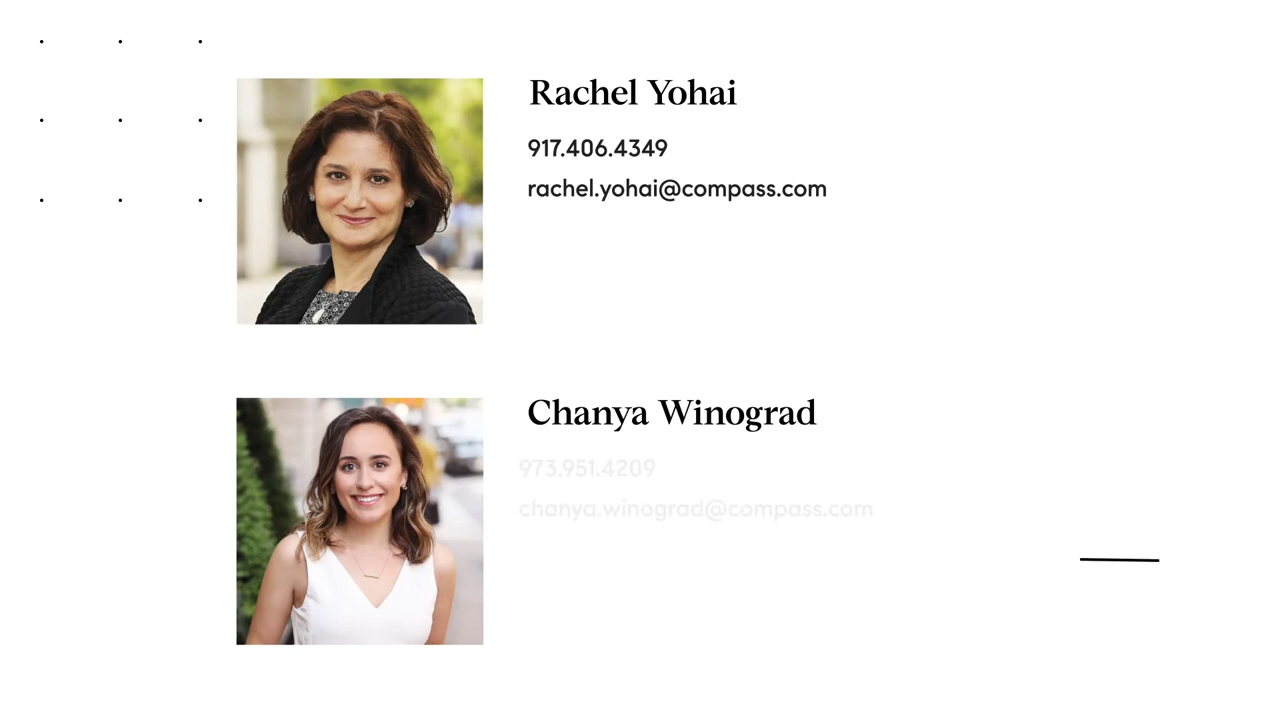 Rachel Yohai
917.406.4349
rachel.yohai@compass.com
Chanya Winograd
973.951.4209
chanya.winograd@compass.com